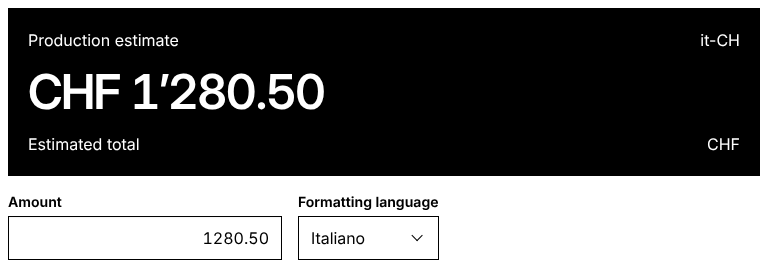 Production estimate it-CH
CHF 1’280.50
Estimated total CHF
Amount Formatting language
1280.50 Italiano